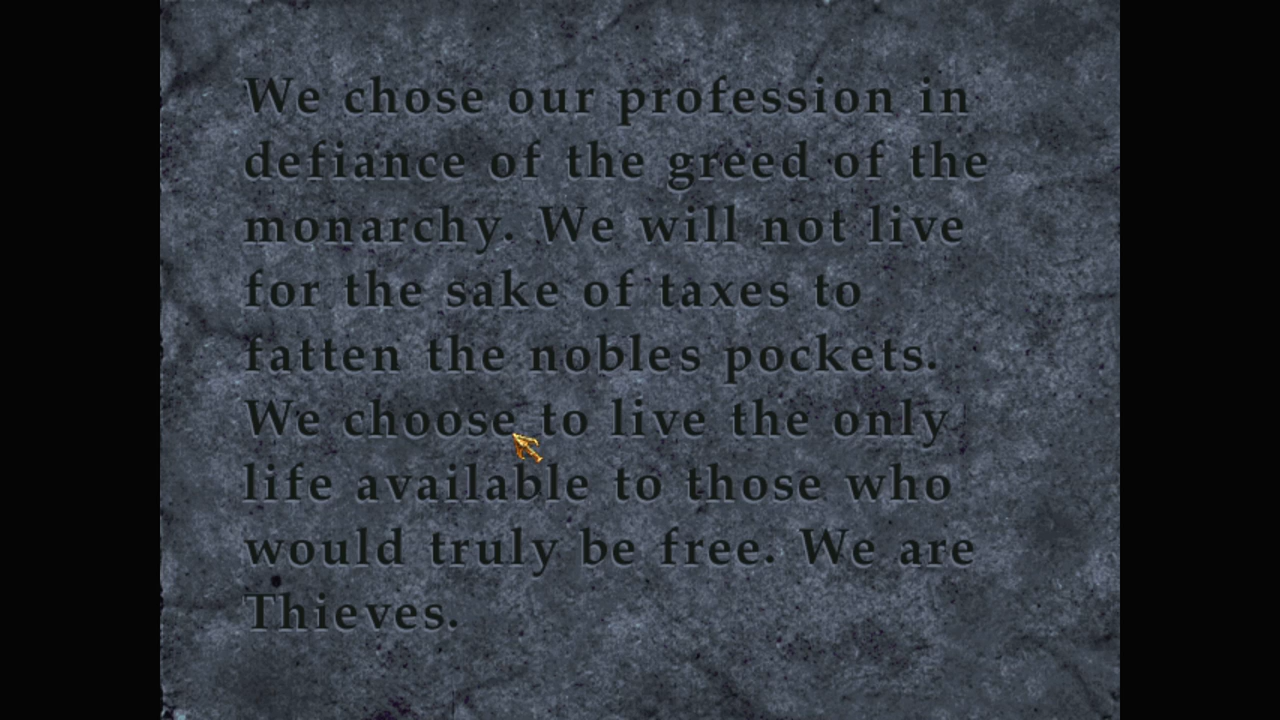 We chose our profession in
defiance of the greed of the
monarchy. We will not live
for the sake of taxes to
fatten the nobles pockets.
We choose to live the only
life available to those who
would truly be free. We are
Thieves.